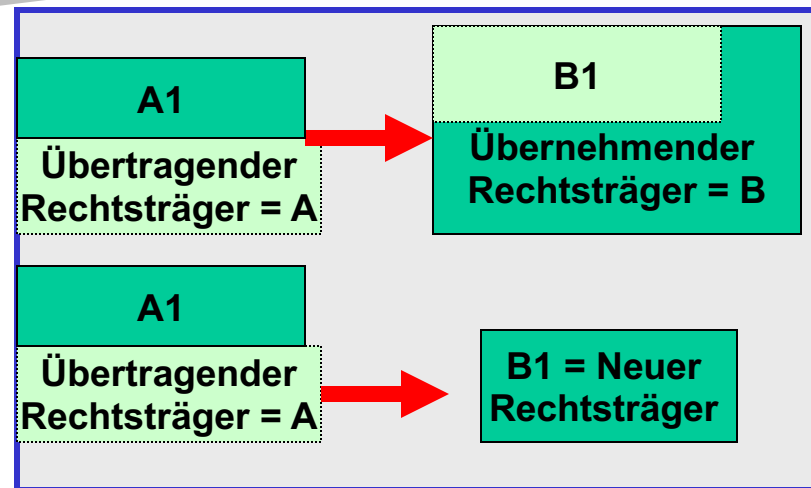 A1
Übertragender
Rechtsträger = A
B1
Übernehmender
Rechtsträger = B
A1
Übertragender
Rechtsträger = A
B1 = Neuer
Rechtsträger